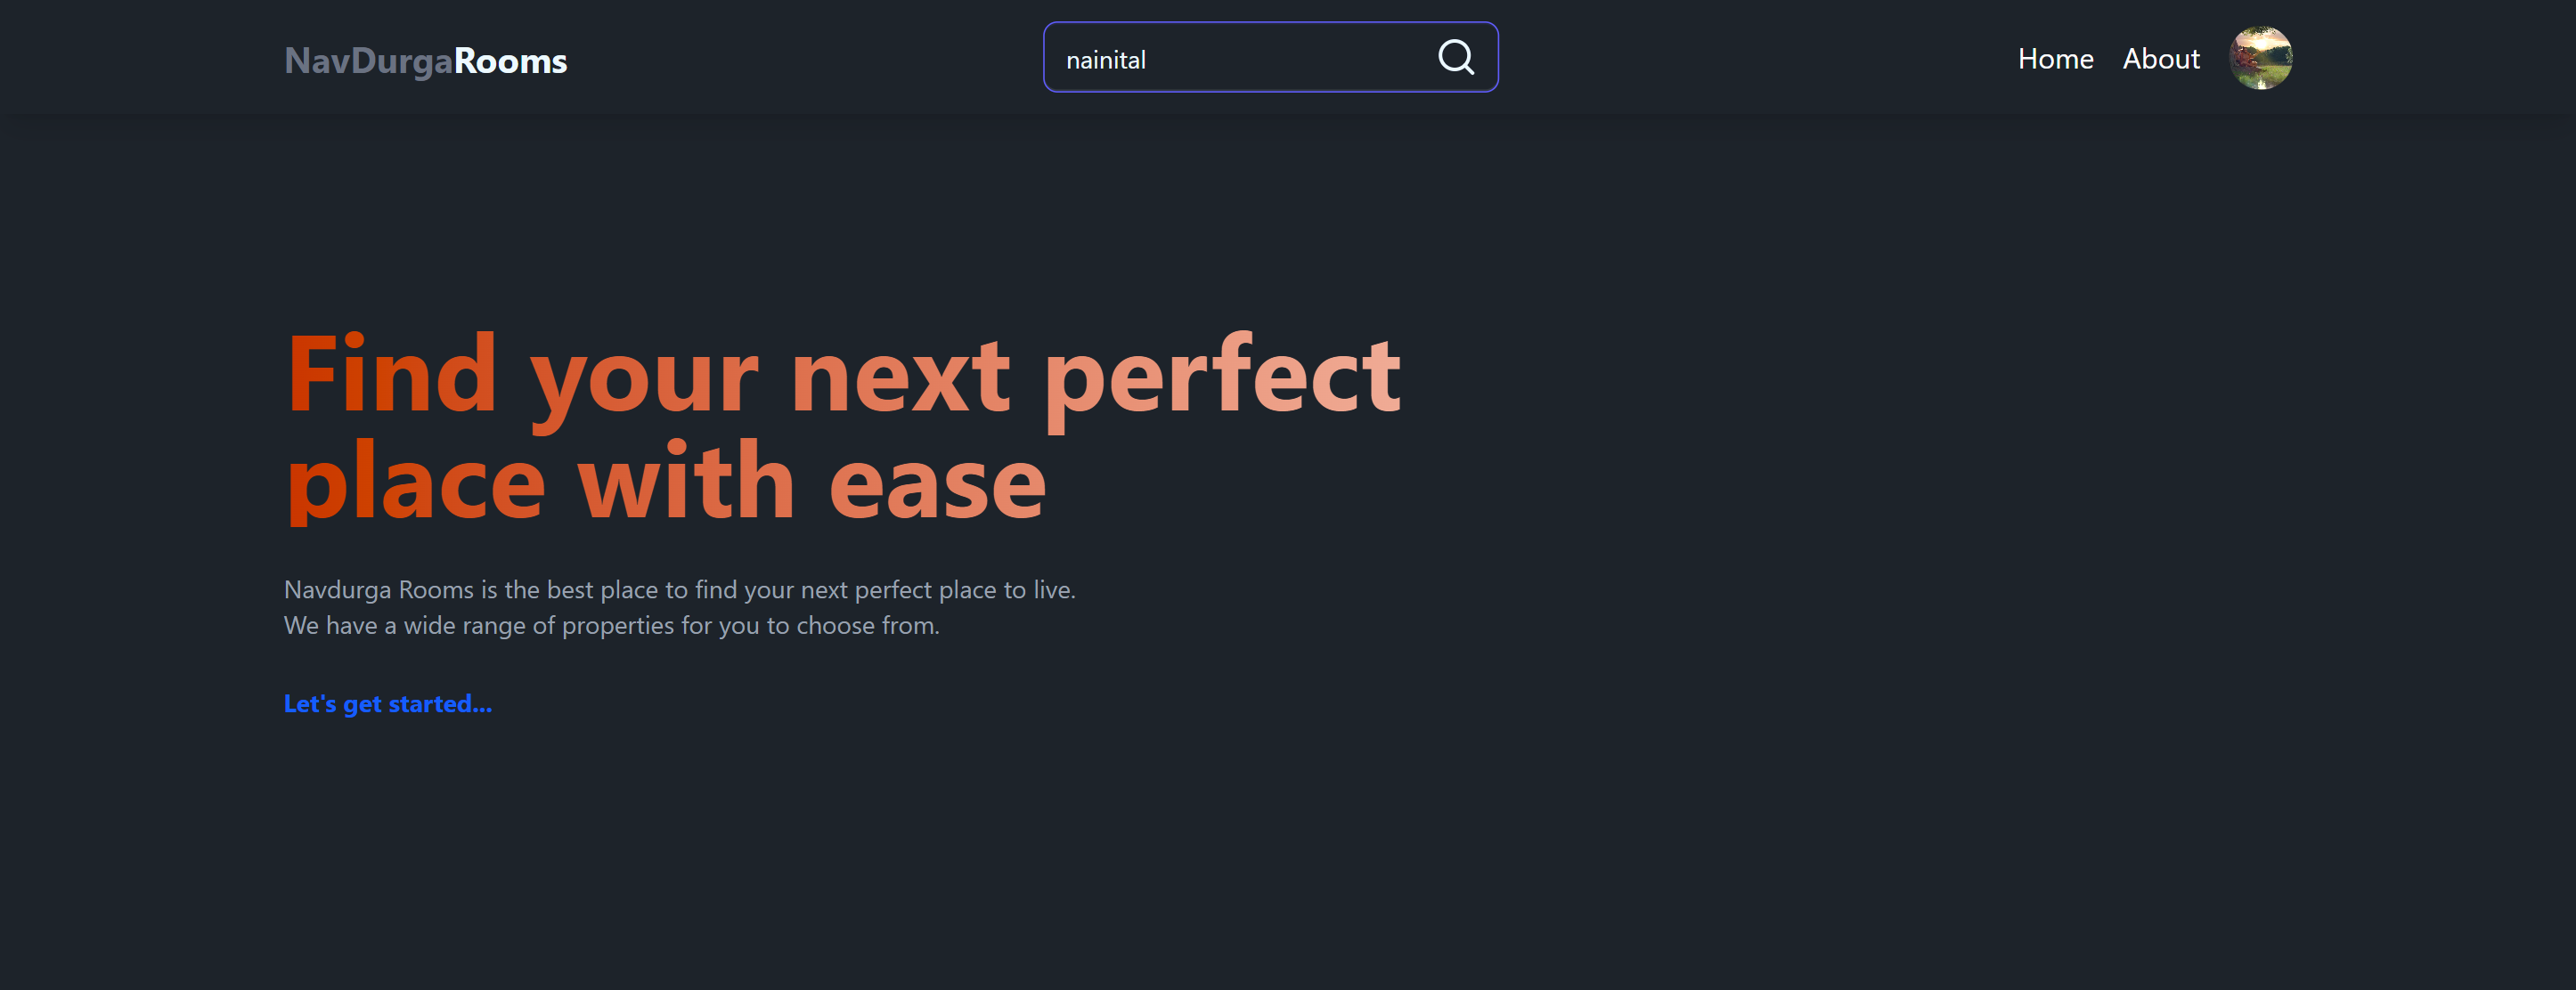 NavDurgaRooms
nainital
Home About
Find your next perfect
place with ease
Navdurga Rooms is the best place to find your next perfect place to live.
We have a wide range of properties for you to choose from.
Let's get started...